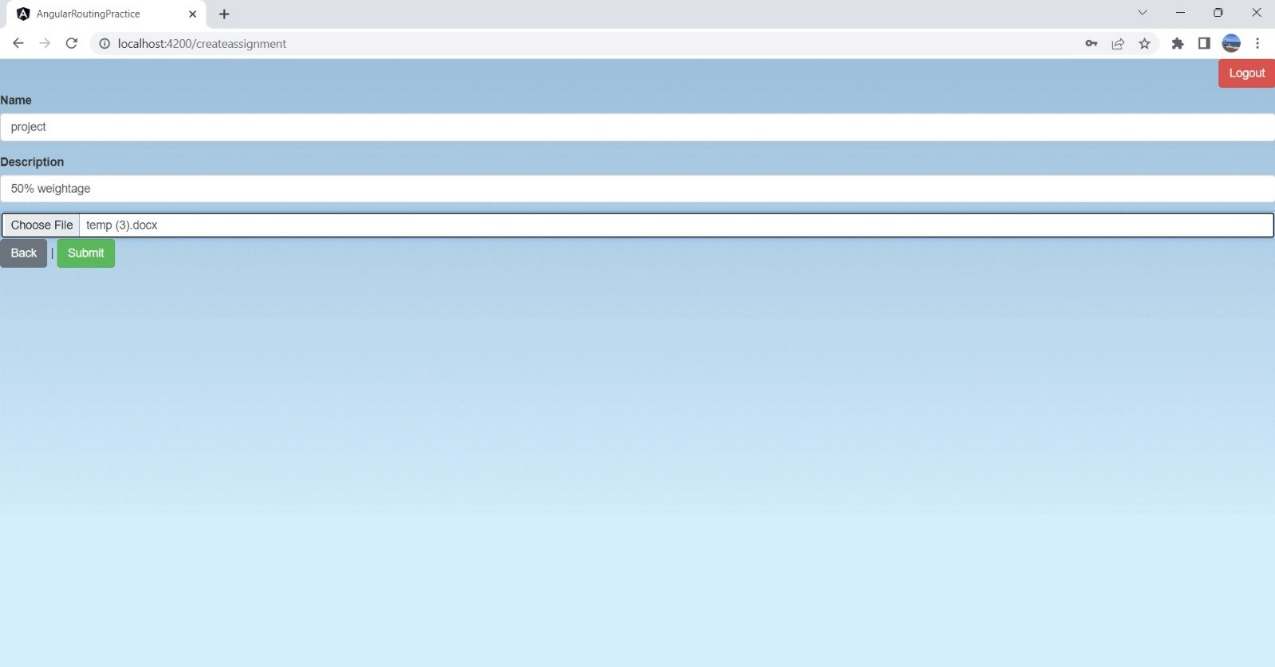 AngularRoutingPractice
localhost:4200/createassignment
Logout
Name
project
Description
50% weightage
Choose File temp (3).docx
Back | Submit